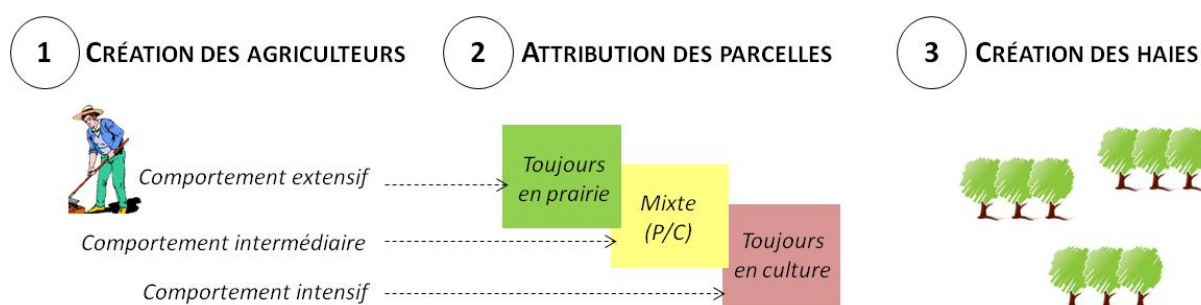 1 CRÉATION DES AGRICULTEURS
2 ATTRIBUTION DES PARCELLES
3 CRÉATION DES HAIES
Comportement extensif
Toujours
en prairie
Comportement intermédiaire
Mixte
(P/C)
Comportement intensif
Toujours
en culture